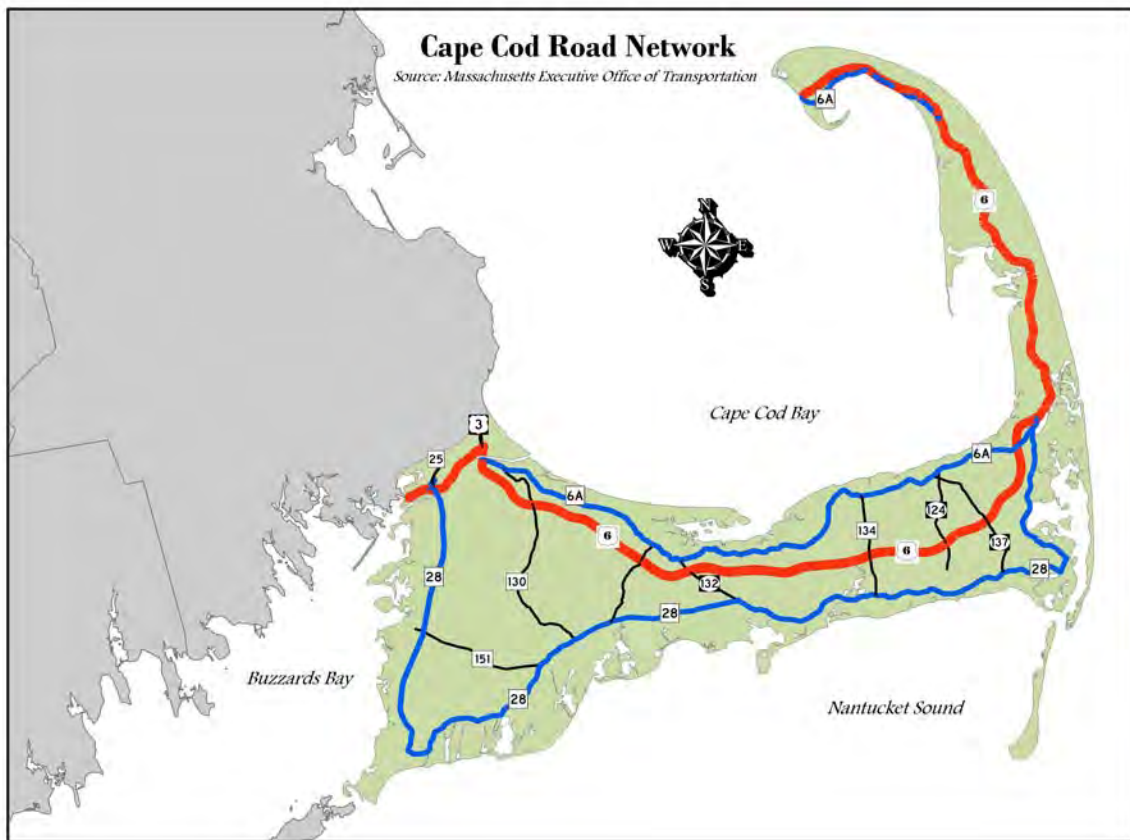 Cape Cod Road Network
Source: Massachusetts Executive Office of Transportation
6A
N
W E
S
6
Cape Cod Bay
3
25
6A
6A
6
124
134
137
6
28
130
132
28
28
151
Buzzards Bay
28
Nantucket Sound